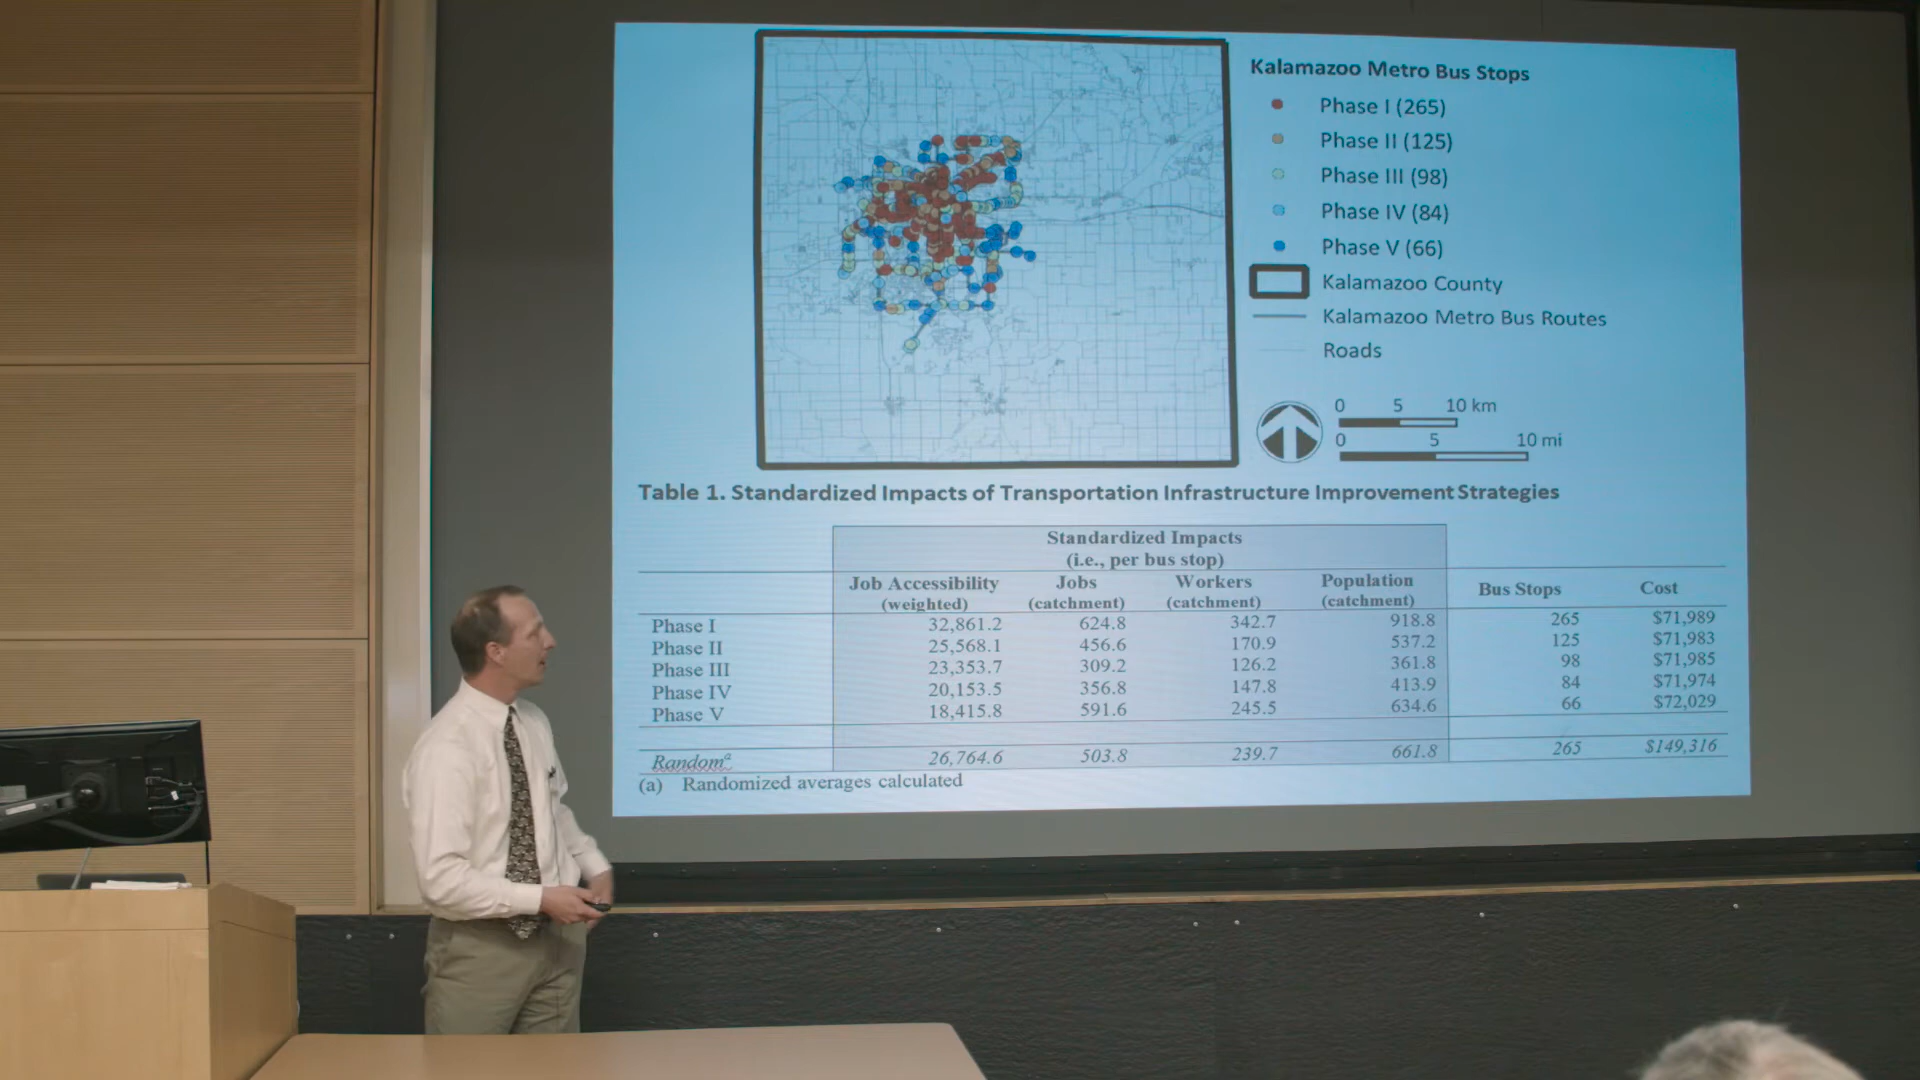 Kalamazoo Metro Bus Stops
Phase I (265)
Phase II (125)
Phase III (98)
Phase IV (84)
Phase V (66)
Kalamazoo County
Kalamazoo Metro Bus Routes
Roads
0 5 10 km
0 5 10 mi
Table 1. Standardized Impacts of Transportation Infrastructure Improvement Strategies
Standardized Impacts
(i.e., per bus stop)
Job Accessibility Jobs Workers Population Bus Stops Cost
(weighted) (catchment) (catchment) (catchment)
Phase I 32,861.2 624.8 342.7 918.8 265 $71,989
Phase II 25,568.1 456.6 170.9 537.2 125 $71,983
Phase III 23,353.7 309.2 126.2 361.8 98 $71,985
Phase IV 20,153.5 356.8 147.8 413.9 84 $71,974
Phase V 18,415.8 591.6 245.5 634.6 66 $72,029
Random a 26,764.6 503.8 239.7 661.8 265 $149,316
(a) Randomized averages calculated